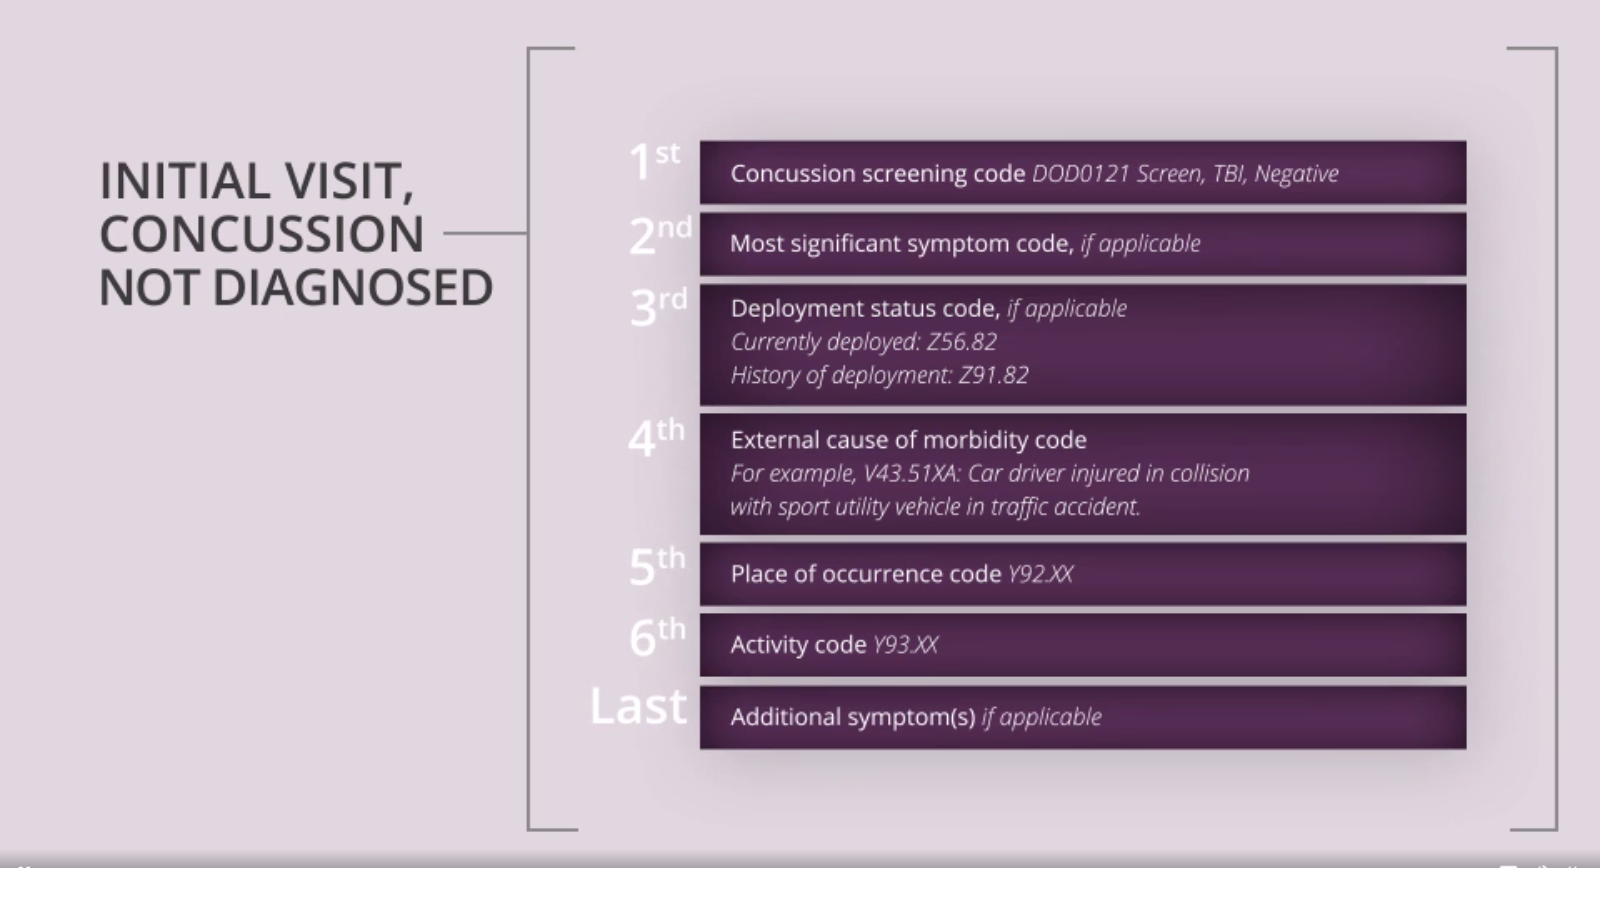 INITIAL VISIT,
CONCUSSION
NOT DIAGNOSED
1st Concussion screening code DOD0121 Screen, TBI, Negative
2nd Most significant symptom code, if applicable
3rd Deployment status code, if applicable
Currently deployed: Z56.82
History of deployment: Z91.82
4th External cause of morbidity code
For example, V43.51XA: Car driver injured in collision
with sport utility vehicle in traffic accident.
5th Place of occurrence code Y92.XX
6th Activity code Y93.XX
Last Additional symptom(s) if applicable